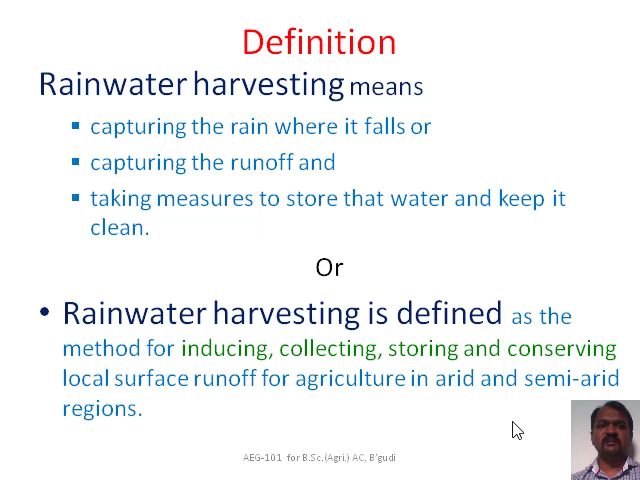 Definition
Rainwater harvesting means
▪ capturing the rain where it falls or
▪ capturing the runoff and
▪ taking measures to store that water and keep it
clean.
Or
• Rainwater harvesting is defined as the
method for inducing, collecting, storing and conserving
local surface runoff for agriculture in arid and semi-arid
regions.
AEG-101 for B.Sc.(Agri.) AC, B'gudi